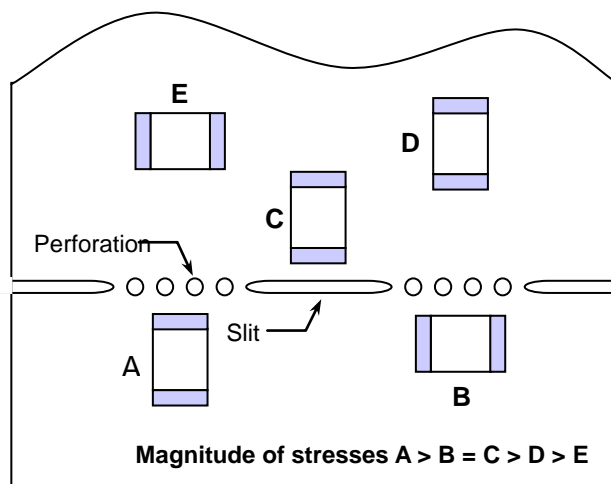 E
D
C
Perforation
Slit
A
B
Magnitude of stresses A > B = C > D > E